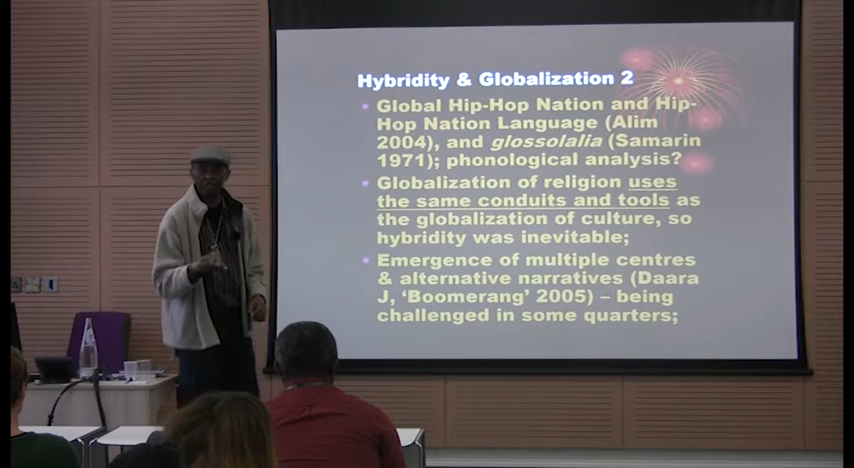 Hybridity & Globalization 2
Global Hip-Hop Nation and Hip-
Hop Nation Language (Alim
2004), and glossolalia (Samarin
1971); phonological analysis?
Globalization of religion uses
the same conduits and tools as
the globalization of culture, so
hybridity was inevitable;
Emergence of multiple centres
& alternative narratives (Daara
J, ‘Boomerang’ 2005) – being
challenged in some quarters;